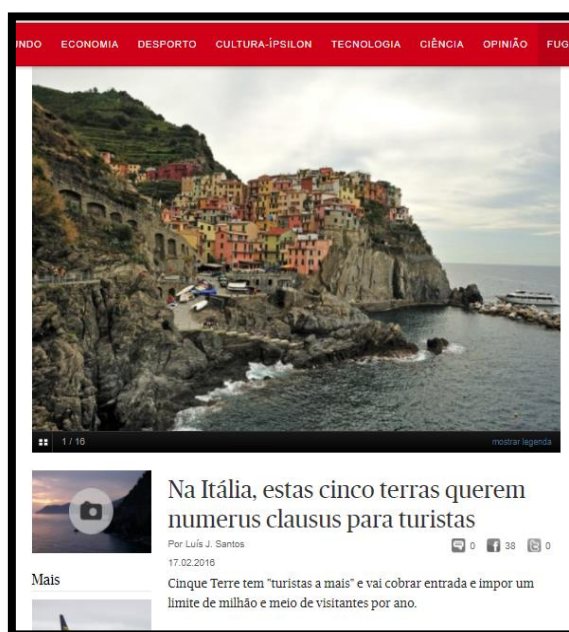 NDO ECONOMIA DESPORTO CULTURA-ÍPSILON TECNOLOGIA CIÊNCIA OPINIÃO FUG
1 / 16 mostrar legenda
Na Itália, estas cinco terras querem
numerus clausus para turistas
Por Luís J. Santos 0 38 0
17.02.2016
Cinque Terre tem "turistas a mais" e vai cobrar entrada e impor um
limite de milhão e meio de visitantes por ano.
Mais